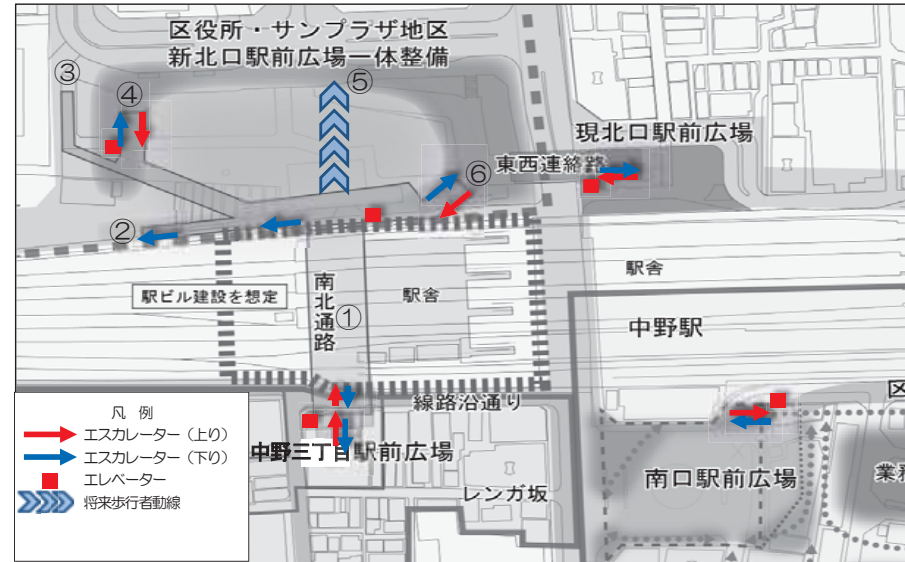 区役所・サンプラザ地区
新北口駅前広場一体整備
③
④
⑤
現北口駅前広場
東西連絡路
⑥
②
駅ビル建設を想定
南北通路
①
駅舎
駅舎
中野駅
線路沿通り
区
中野三丁目駅前広場
レンガ坂
南口駅前広場
業務
凡 例
エスカレーター（上り）
エスカレーター（下り）
エレベーター
将来歩行者動線